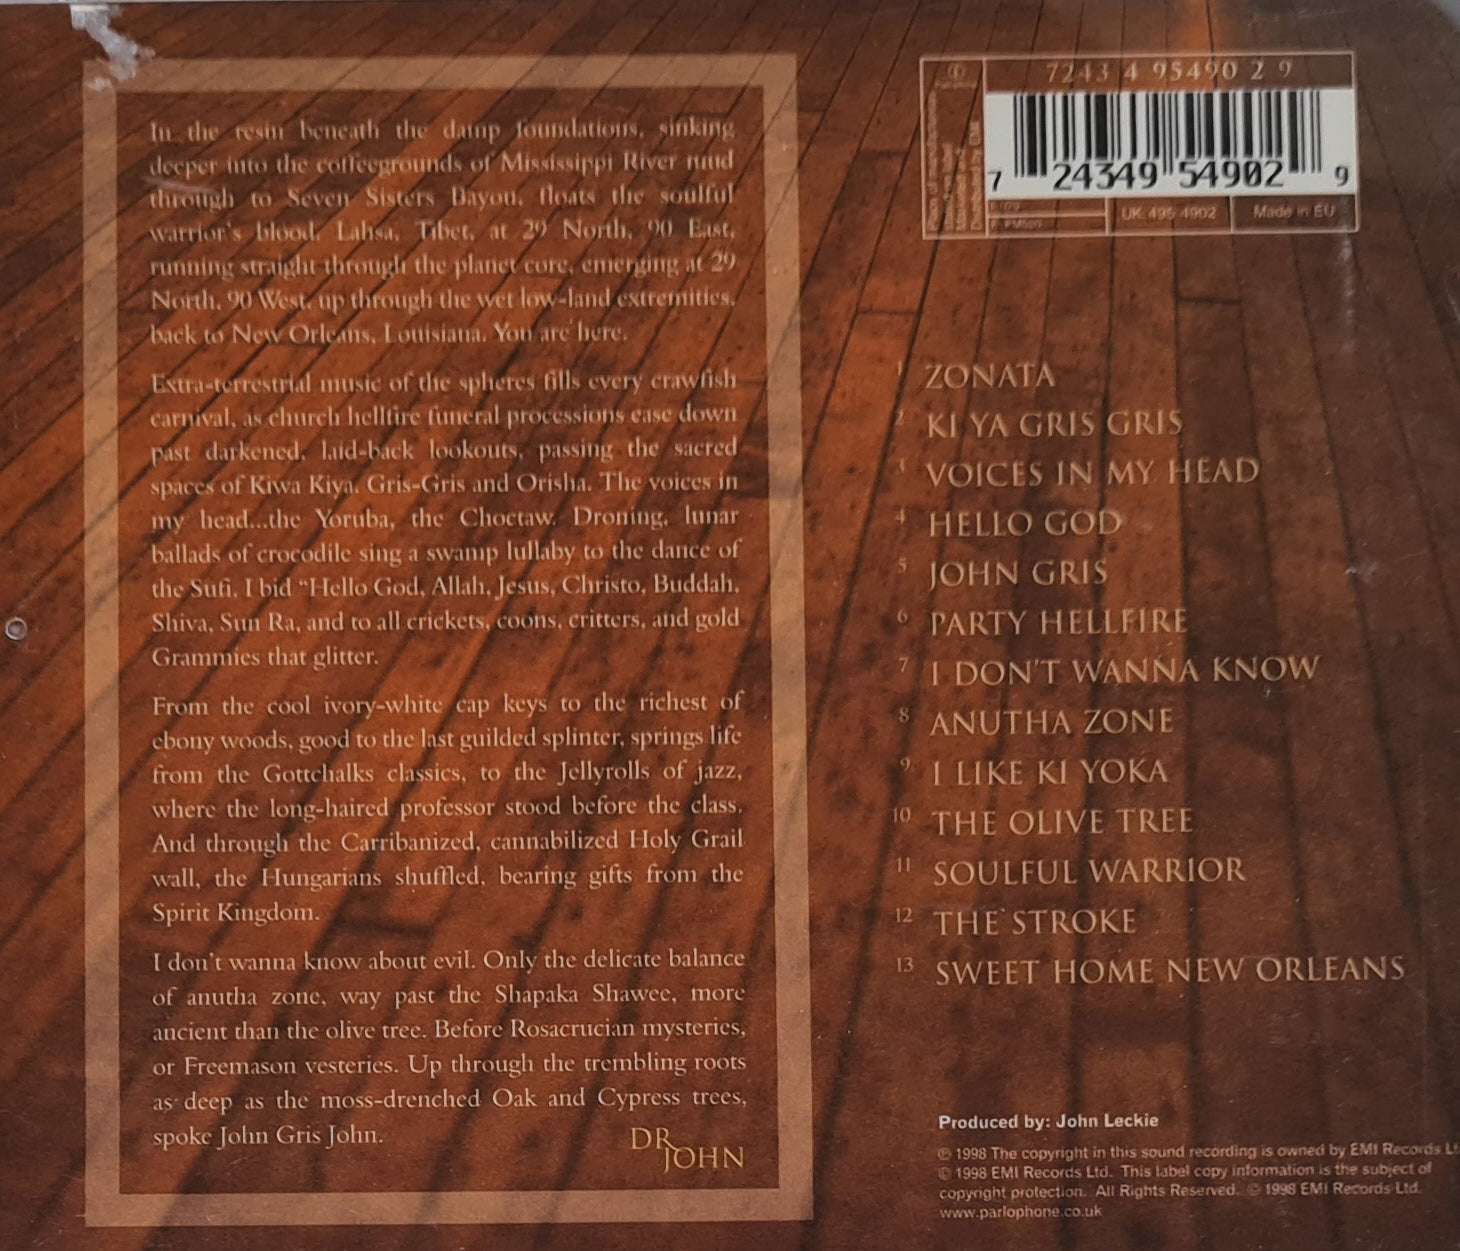 In the resin beneath the damp foundations, sinking
deeper into the coffeegrounds of Mississippi River mud
through to Seven Sisters Bayou, floats the soulful
warrior's blood. Lahsa, Tibet, at 29 North, 90 East,
running straight through the planet core, emerging at 29
North, 90 West, up through the wet low-land extremities,
back to New Orleans, Louisiana. You are here.
Extra-terrestrial music of the spheres fills every crawfish
carnival, as church hellfire funeral processions ease down
past darkened, laid-back lookouts, passing the sacred
spaces of Kiwa Kiya, Gris-Gris and Orisha. The voices in
my head...the Yoruba, the Choctaw. Droning, lunar
ballads of crocodile sing a swamp lullaby to the dance of
the Sufi. I bid "Hello God, Allah, Jesus, Christo, Buddah,
Shiva, Sun Ra, and to all crickets, coons, critters, and gold
Grammies that glitter.
From the cool ivory-white cap keys to the richest of
ebony woods, good to the last guilded splinter, springs life
from the Gottchalks classics, to the Jellyrolls of jazz,
where the long-haired professor stood before the class.
And through the Carribanized, cannabilized Holy Grail
wall, the Hungarians shuffled, bearing gifts from the
Spirit Kingdom.
I don't wanna know about evil. Only the delicate balance
of anutha zone, way past the Shapaka Shawee, more
ancient than the olive tree. Before Rosacrucian mysteries,
or Freemason vesteries. Up through the trembling roots
as deep as the moss-drenched Oak and Cypress trees,
spoke John Gris John.
DR JOHN
7243 4 95490 2 9
7 24349 54902 9
Distributed by EMI
UK: 495 4902
Made in EU
1 ZONATA
2 KI YA GRIS GRIS
3 VOICES IN MY HEAD
4 HELLO GOD
5 JOHN GRIS
6 PARTY HELLFIRE
7 I DON'T WANNA KNOW
8 ANUTHA ZONE
9 I LIKE KI YOKA
10 THE OLIVE TREE
11 SOULFUL WARRIOR
12 THE STROKE
13 SWEET HOME NEW ORLEANS
Produced by: John Leckie
℗ 1998 The copyright in this sound recording is owned by EMI Records Lt
© 1998 EMI Records Ltd. This label copy information is the subject of
copyright protection. All Rights Reserved. © 1998 EMI Records Ltd.
www.parlophone.co.uk